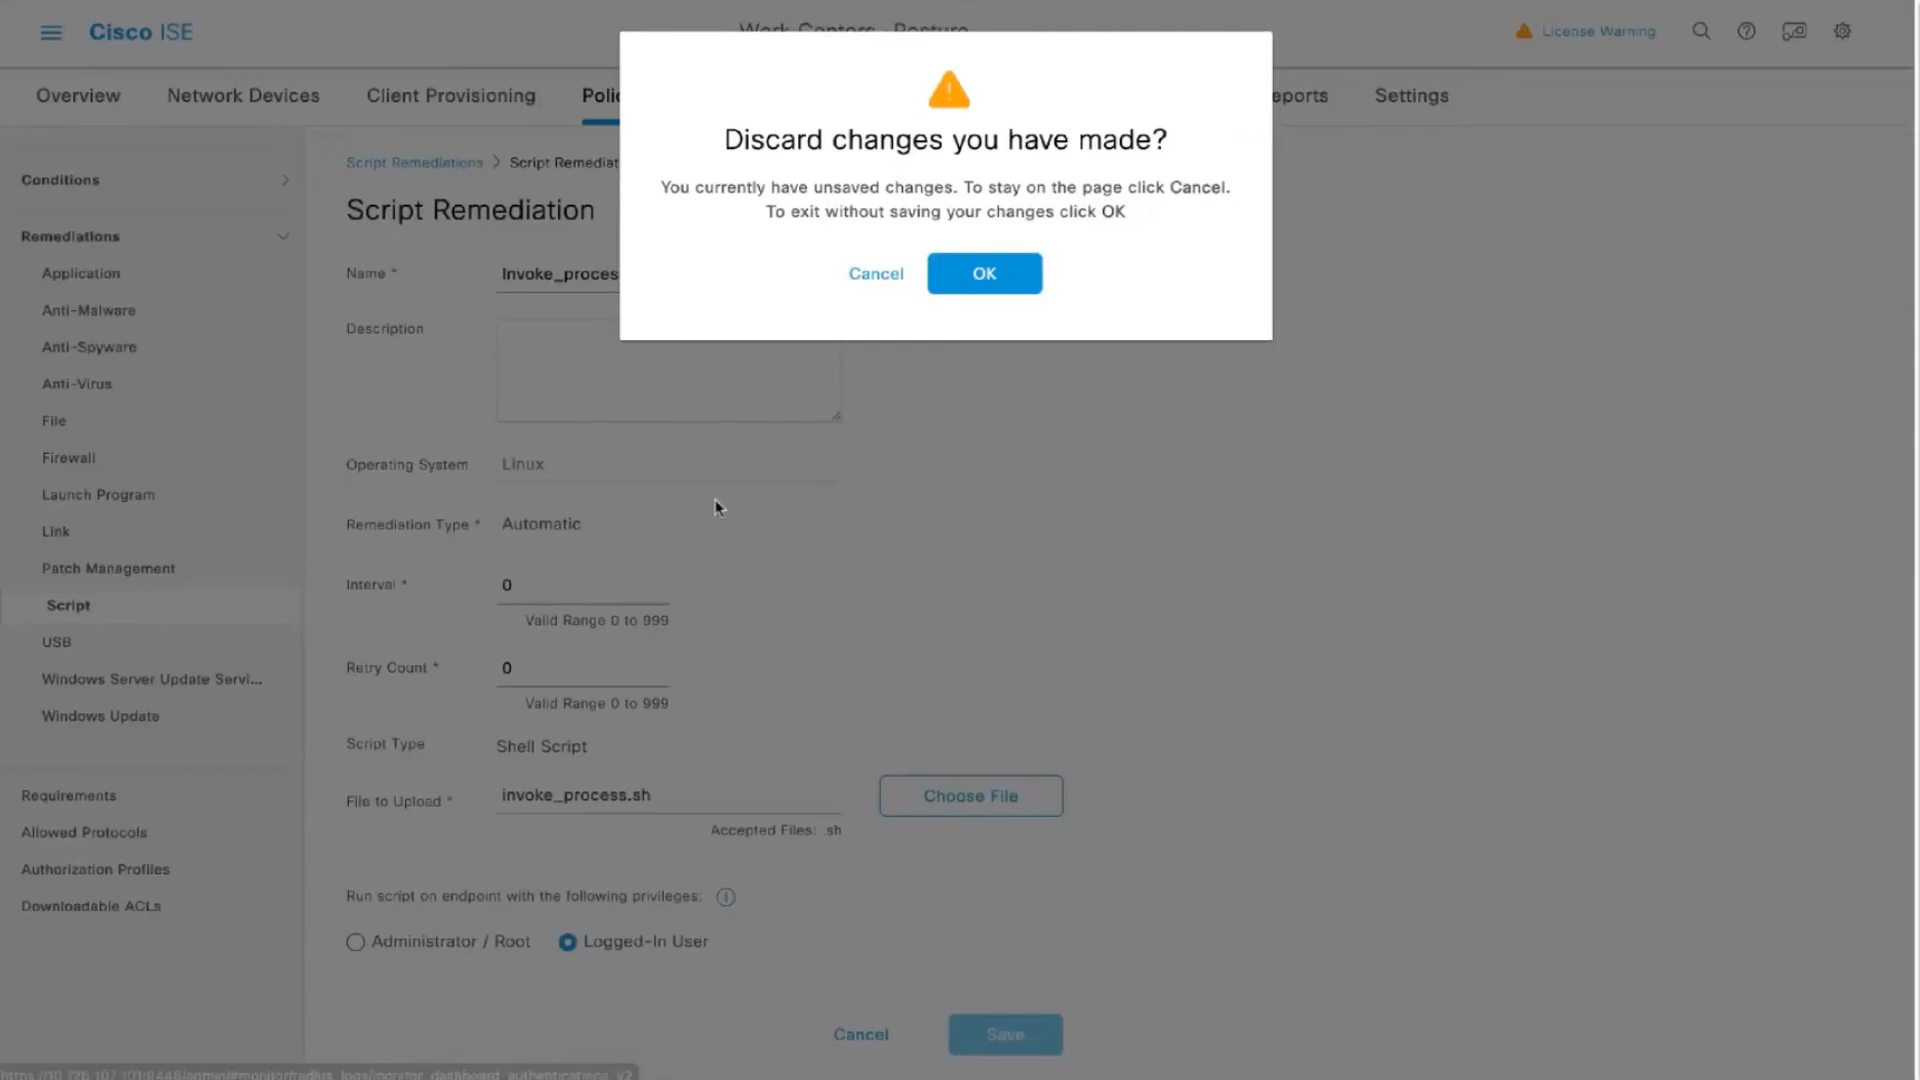 Cisco ISE
License Warning
Overview
Network Devices
Client Provisioning
Settings
Discard changes you have made?
You currently have unsaved changes. To stay on the page click Cancel.
To exit without saving your changes click OK
Cancel
OK
Conditions
Remediations
Application
Anti-Malware
Anti-Spyware
Anti-Virus
File
Firewall
Launch Program
Link
Patch Management
Script
USB
Windows Server Update Servi...
Windows Update
Requirements
Allowed Protocols
Authorization Profiles
Downloadable ACLs
Script Remediations > Script Remediat
Script Remediation
Name * Invoke_proces
Description
Operating System Linux
Remediation Type * Automatic
Interval * 0
Valid Range 0 to 999
Retry Count * 0
Valid Range 0 to 999
Script Type Shell Script
File to Upload * invoke_process.sh
Choose File
Accepted Files: .sh
Run script on endpoint with the following privileges:
Administrator / Root
Logged-In User
Cancel
Save